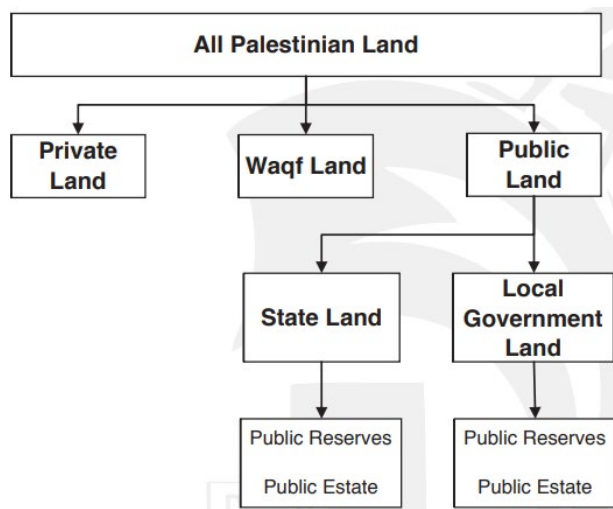 All Palestinian Land
Private
Land
Waqf Land
Public
Land
State Land
Local
Government
Land
Public Reserves
Public Estate
Public Reserves
Public Estate